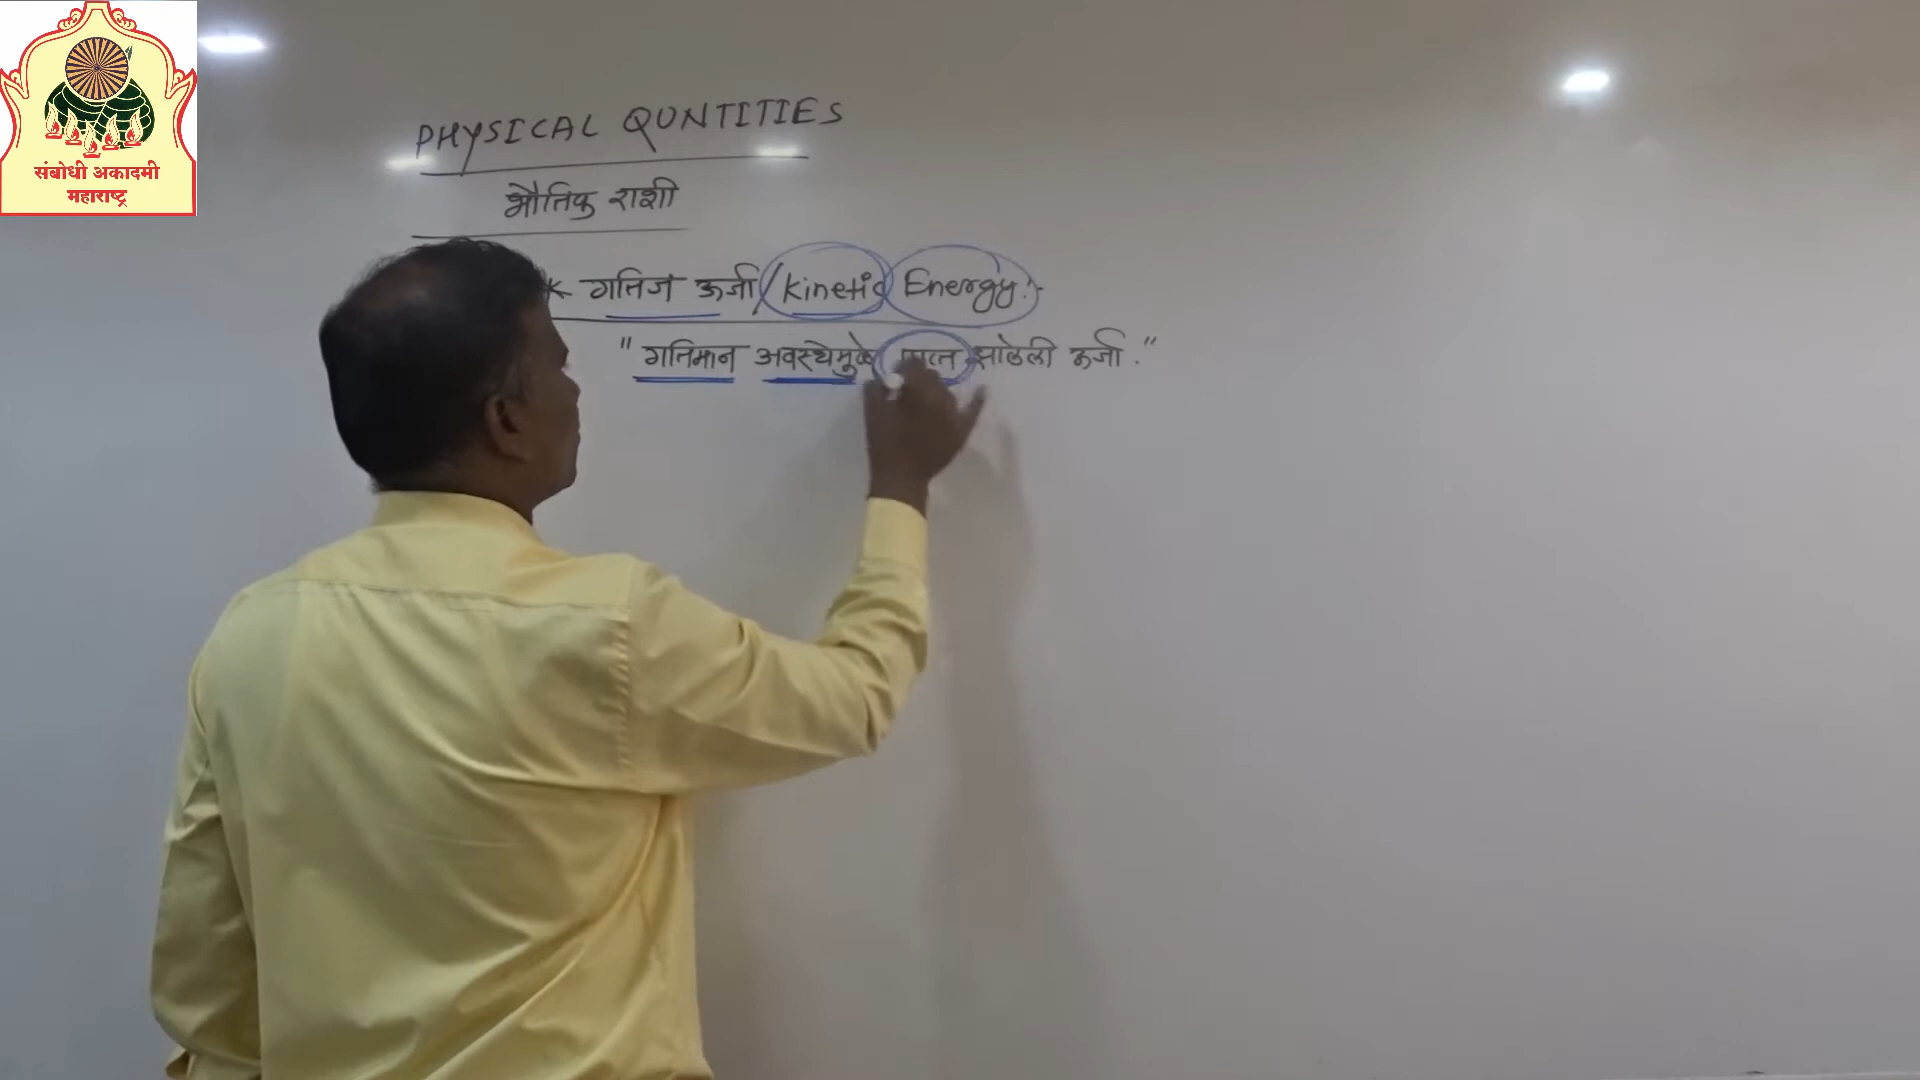 संबोधी अकादमी
महाराष्ट्र
PHYSICAL QUNTITIES
भौतिक राशी
* गतिज ऊर्जा / Kinetic Energy :-
" गतिमान अवस्थेमुळे प्राप्त झालेली ऊर्जा . "